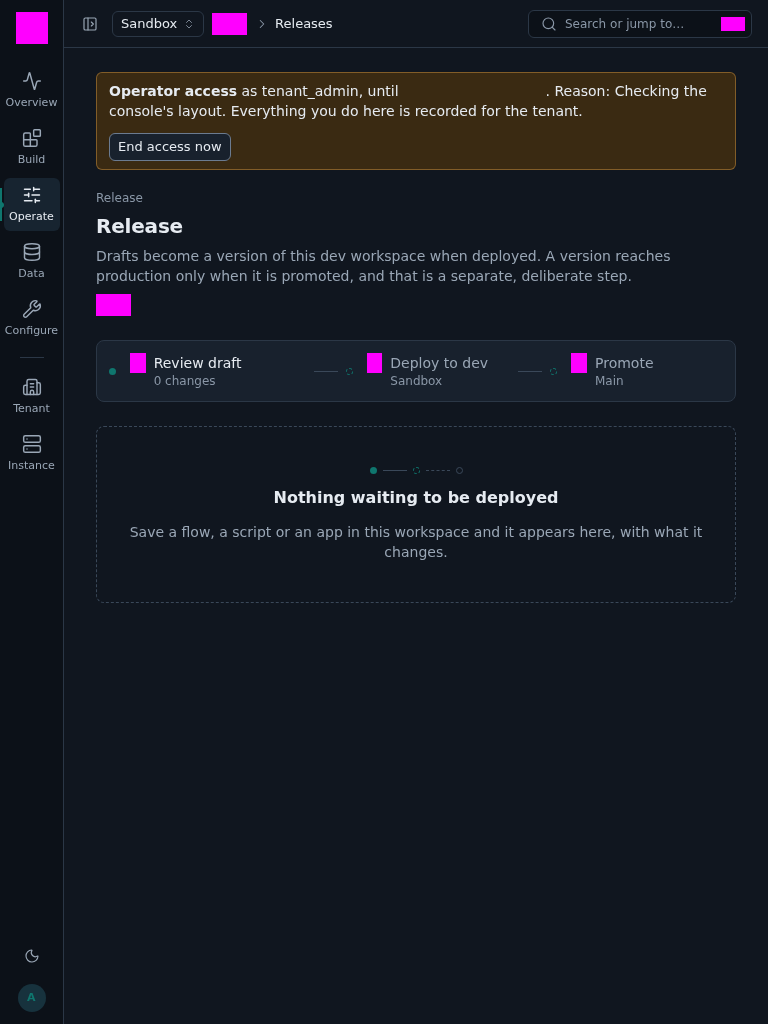 Sandbox
Releases
Search or jump to…
Overview
Build
Operate
Data
Configure
Tenant
Instance
A
Operator access as tenant_admin, until . Reason: Checking the
console's layout. Everything you do here is recorded for the tenant.
End access now
Release
Release
Drafts become a version of this dev workspace when deployed. A version reaches
production only when it is promoted, and that is a separate, deliberate step.
Review draft
0 changes
Deploy to dev
Sandbox
Promote
Main
Nothing waiting to be deployed
Save a flow, a script or an app in this workspace and it appears here, with what it
changes.